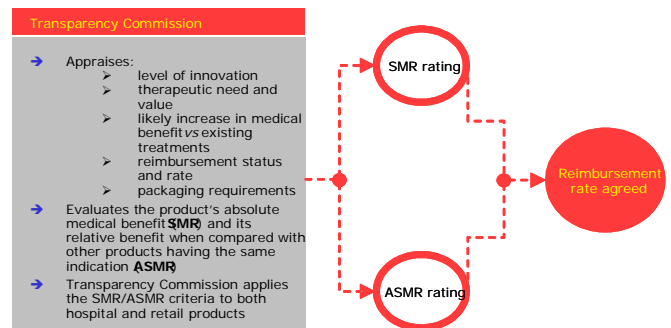 Transparency Commission
➔ Appraises:
➢ level of innovation
➢ therapeutic need and
value
➢ likely increase in medical
benefit vs existing
treatments
➢ reimbursement status
and rate
➢ packaging requirements
➔ Evaluates the product's absolute
medical benefit (SMR) and its
relative benefit when compared with
other products having the same
indication (ASMR)
➔ Transparency Commission applies
the SMR/ASMR criteria to both
hospital and retail products
SMR rating
ASMR rating
Reimbursement
rate agreed